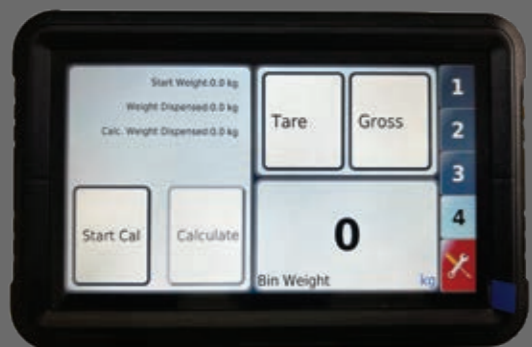 Start Weight:0.0 kg
Weight Dispensed:0.0 kg
Calc. Weight Dispensed:0.0 kg
Tare
Gross
Start Cal
Calculate
0
Bin Weight
kg
1
2
3
4